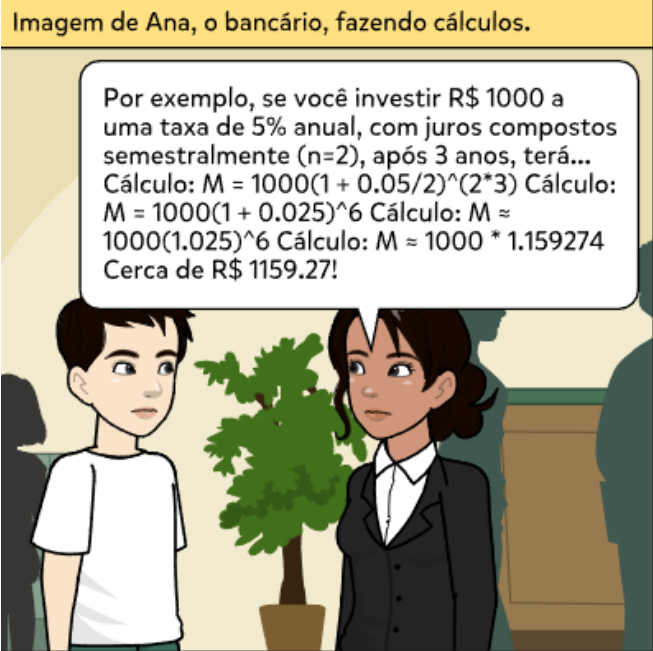 Imagem de Ana, o bancário, fazendo cálculos.
Por exemplo, se você investir R$ 1000 a
uma taxa de 5% anual, com juros compostos
semestralmente (n=2), após 3 anos, terá...
Cálculo: M = 1000(1 + 0.05/2)^(2*3) Cálculo:
M = 1000(1 + 0.025)^6 Cálculo: M ≈
1000(1.025)^6 Cálculo: M ≈ 1000 * 1.159274
Cerca de R$ 1159.27!